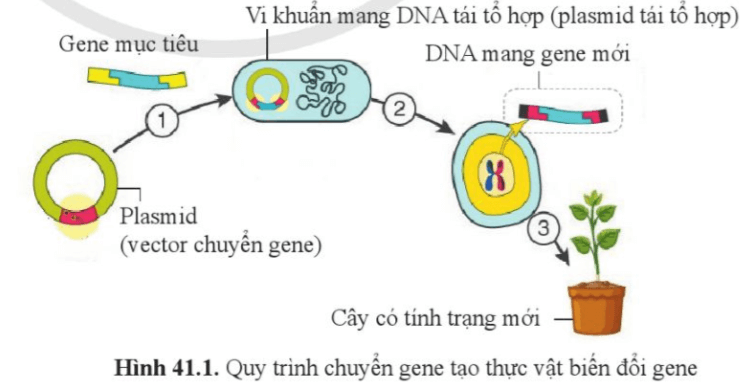 Vi khuẩn mang DNA tái tổ hợp (plasmid tái tổ hợp)
Gene mục tiêu
DNA mang gene mới
1
2
Plasmid
(vector chuyển gene)
3
Cây có tính trạng mới
Hình 41.1. Quy trình chuyển gene tạo thực vật biến đổi gene